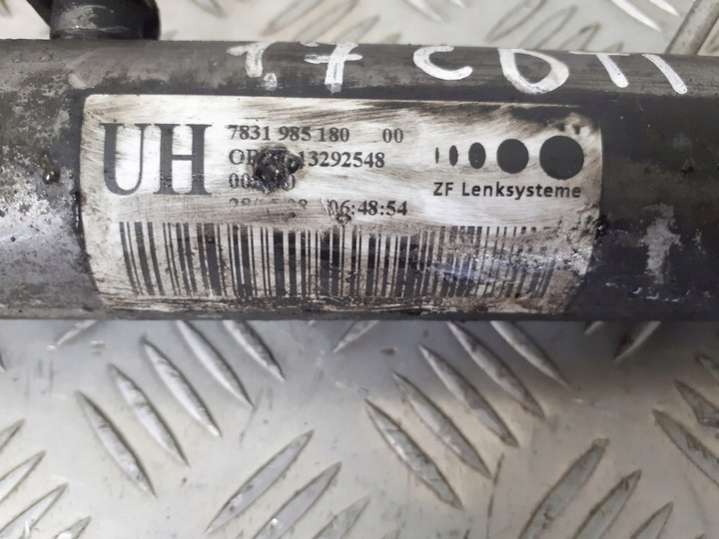 1.7 CDTI
UH
7831 985 180 00
13292548
06:48:54
ZF Lenksysteme